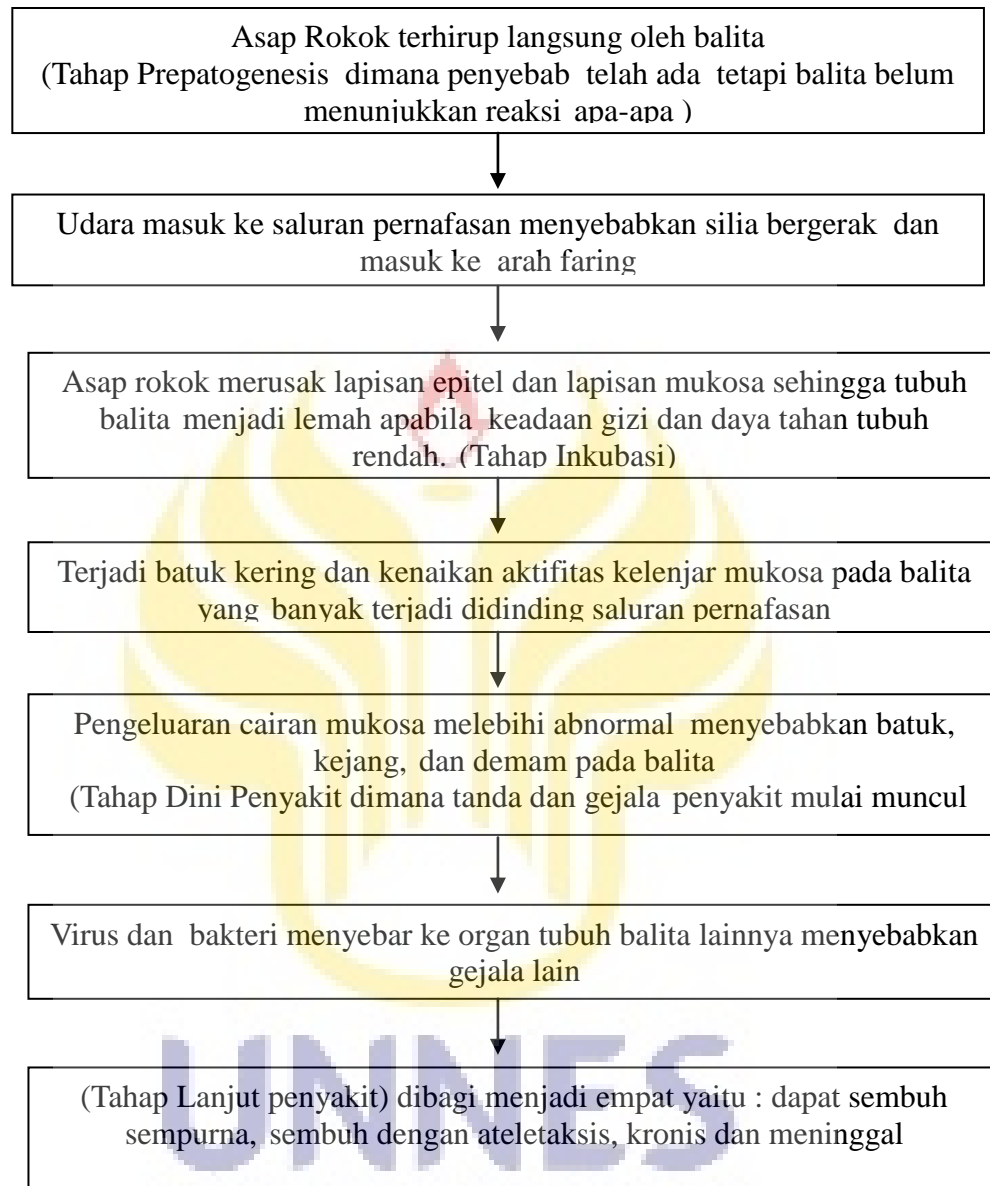 Asap Rokok terhirup langsung oleh balita
(Tahap Prepatogenesis dimana penyebab telah ada tetapi balita belum
menunjukkan reaksi apa-apa )
Udara masuk ke saluran pernafasan menyebabkan silia bergerak dan
masuk ke arah faring
Asap rokok merusak lapisan epitel dan lapisan mukosa sehingga tubuh
balita menjadi lemah apabila keadaan gizi dan daya tahan tubuh
rendah. (Tahap Inkubasi)
Terjadi batuk kering dan kenaikan aktifitas kelenjar mukosa pada balita
yang banyak terjadi didinding saluran pernafasan
Pengeluaran cairan mukosa melebihi abnormal menyebabkan batuk,
kejang, dan demam pada balita
(Tahap Dini Penyakit dimana tanda dan gejala penyakit mulai muncul
Virus dan bakteri menyebar ke organ tubuh balita lainnya menyebabkan
gejala lain
(Tahap Lanjut penyakit) dibagi menjadi empat yaitu : dapat sembuh
sempurna, sembuh dengan ateletaksis, kronis dan meninggal
UNNES